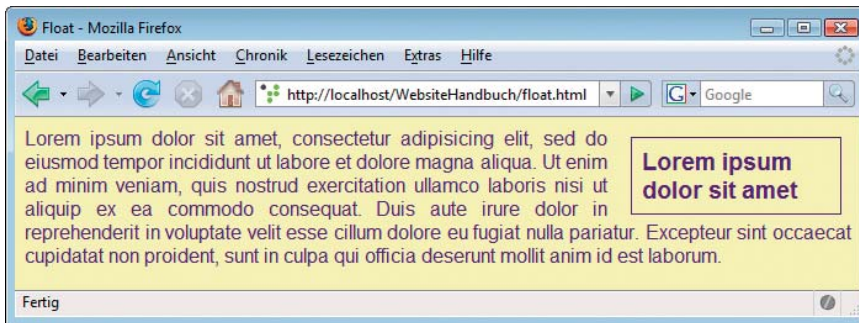 Float - Mozilla Firefox
Datei Bearbeiten Ansicht Chronik Lesezeichen Extras Hilfe
http://localhost/WebsiteHandbuch/float.html
G Google
Lorem ipsum dolor sit amet, consectetur adipisicing elit, sed do
eiusmod tempor incididunt ut labore et dolore magna aliqua. Ut enim
ad minim veniam, quis nostrud exercitation ullamco laboris nisi ut
aliquip ex ea commodo consequat. Duis aute irure dolor in
reprehenderit in voluptate velit esse cillum dolore eu fugiat nulla pariatur. Excepteur sint occaecat
cupidatat non proident, sunt in culpa qui officia deserunt mollit anim id est laborum.
Lorem ipsum
dolor sit amet
Fertig